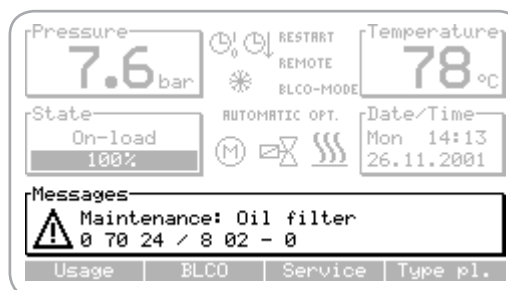 Pressure
7.6 bar
RESTART
REMOTE
BLCO-MODE
Temperature
78 °C
State
On-load
100%
AUTOMATIC OPT.
M
Date/Time
Mon 14:13
26.11.2001
Messages
Maintenance: Oil filter
0 70 24 / 8 02 - 0
Usage
BLCO
Service
Type pl.